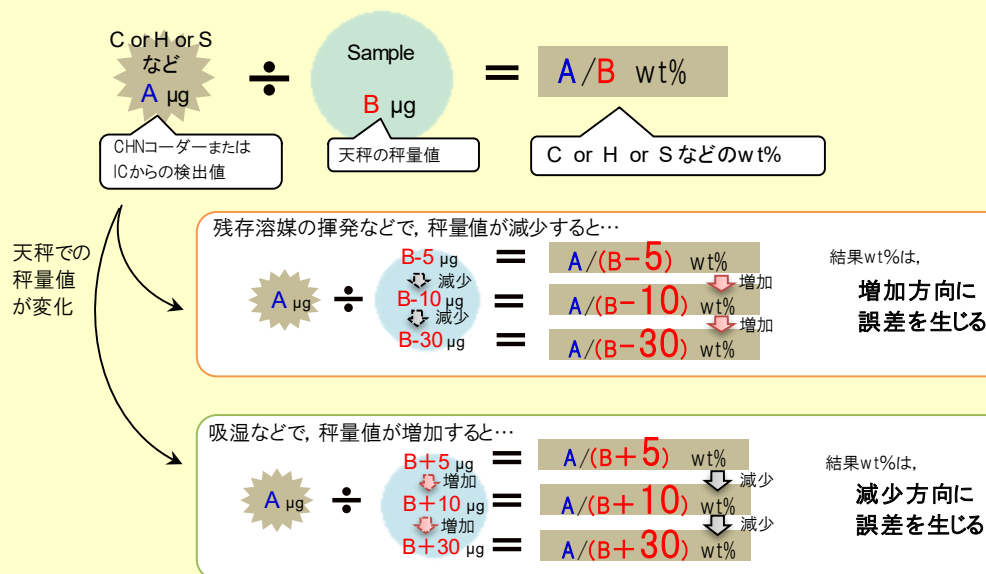 C or H or S
など
A µg
÷
Sample
B µg
=
A/B wt%
CHNコーダーまたは
ICからの検出値
天秤の秤量値
C or H or Sなどのwt%
天秤での
秤量値
が変化
残存溶媒の揮発などで, 秤量値が減少すると…
A µg
÷
B-5 µg = A/(B−5) wt%
減少 増加
B-10 µg = A/(B−10) wt%
減少 増加
B-30 µg = A/(B−30) wt%
結果wt%は,
増加方向に
誤差を生じる
吸湿などで, 秤量値が増加すると…
A µg
÷
B+5 µg = A/(B+5) wt%
増加 減少
B+10 µg = A/(B+10) wt%
増加 減少
B+30 µg = A/(B+30) wt%
結果wt%は,
減少方向に
誤差を生じる